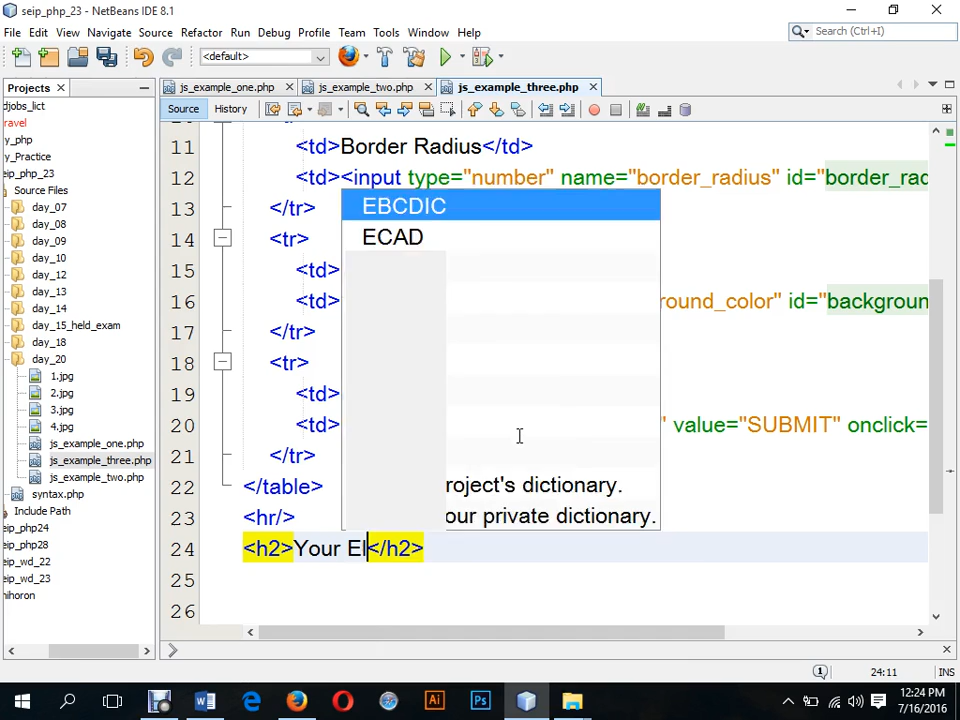 seip_php_23 - NetBeans IDE 8.1
File Edit View Navigate Source Refactor Run Debug Profile Team Tools Window Help
Search (Ctrl+I)
<default>
Projects
js_example_one.php js_example_two.php js_example_three.php
Source History
djobs_list
ravel
y_php
y_Practice
eip_php_23
Source Files
day_07
day_08
day_09
day_10
day_12
day_13
day_14
day_15_held_exam
day_18
day_20
1.jpg
2.jpg
3.jpg
4.jpg
js_example_one.php
js_example_three.php
js_example_two.php
syntax.php
Include Path
eip_php24
eip_php28
eip_wd_22
eip_wd_23
nihoron
11 <td>Border Radius</td>
12 <td><input type="number" name="border_radius" id="border_rad
13 </tr>
14 <tr>
15 <td>
16 <td> round_color" id="backgroun
17 </tr>
18 <tr>
19 <td>
20 <td> " value="SUBMIT" onclick=
21 </tr>
22 </table>
23 <hr/>
24 <h2>Your El</h2>
25
26
EBCDIC
ECAD
roject's dictionary.
our private dictionary.
24:11 INS
12:24 PM
7/16/2016